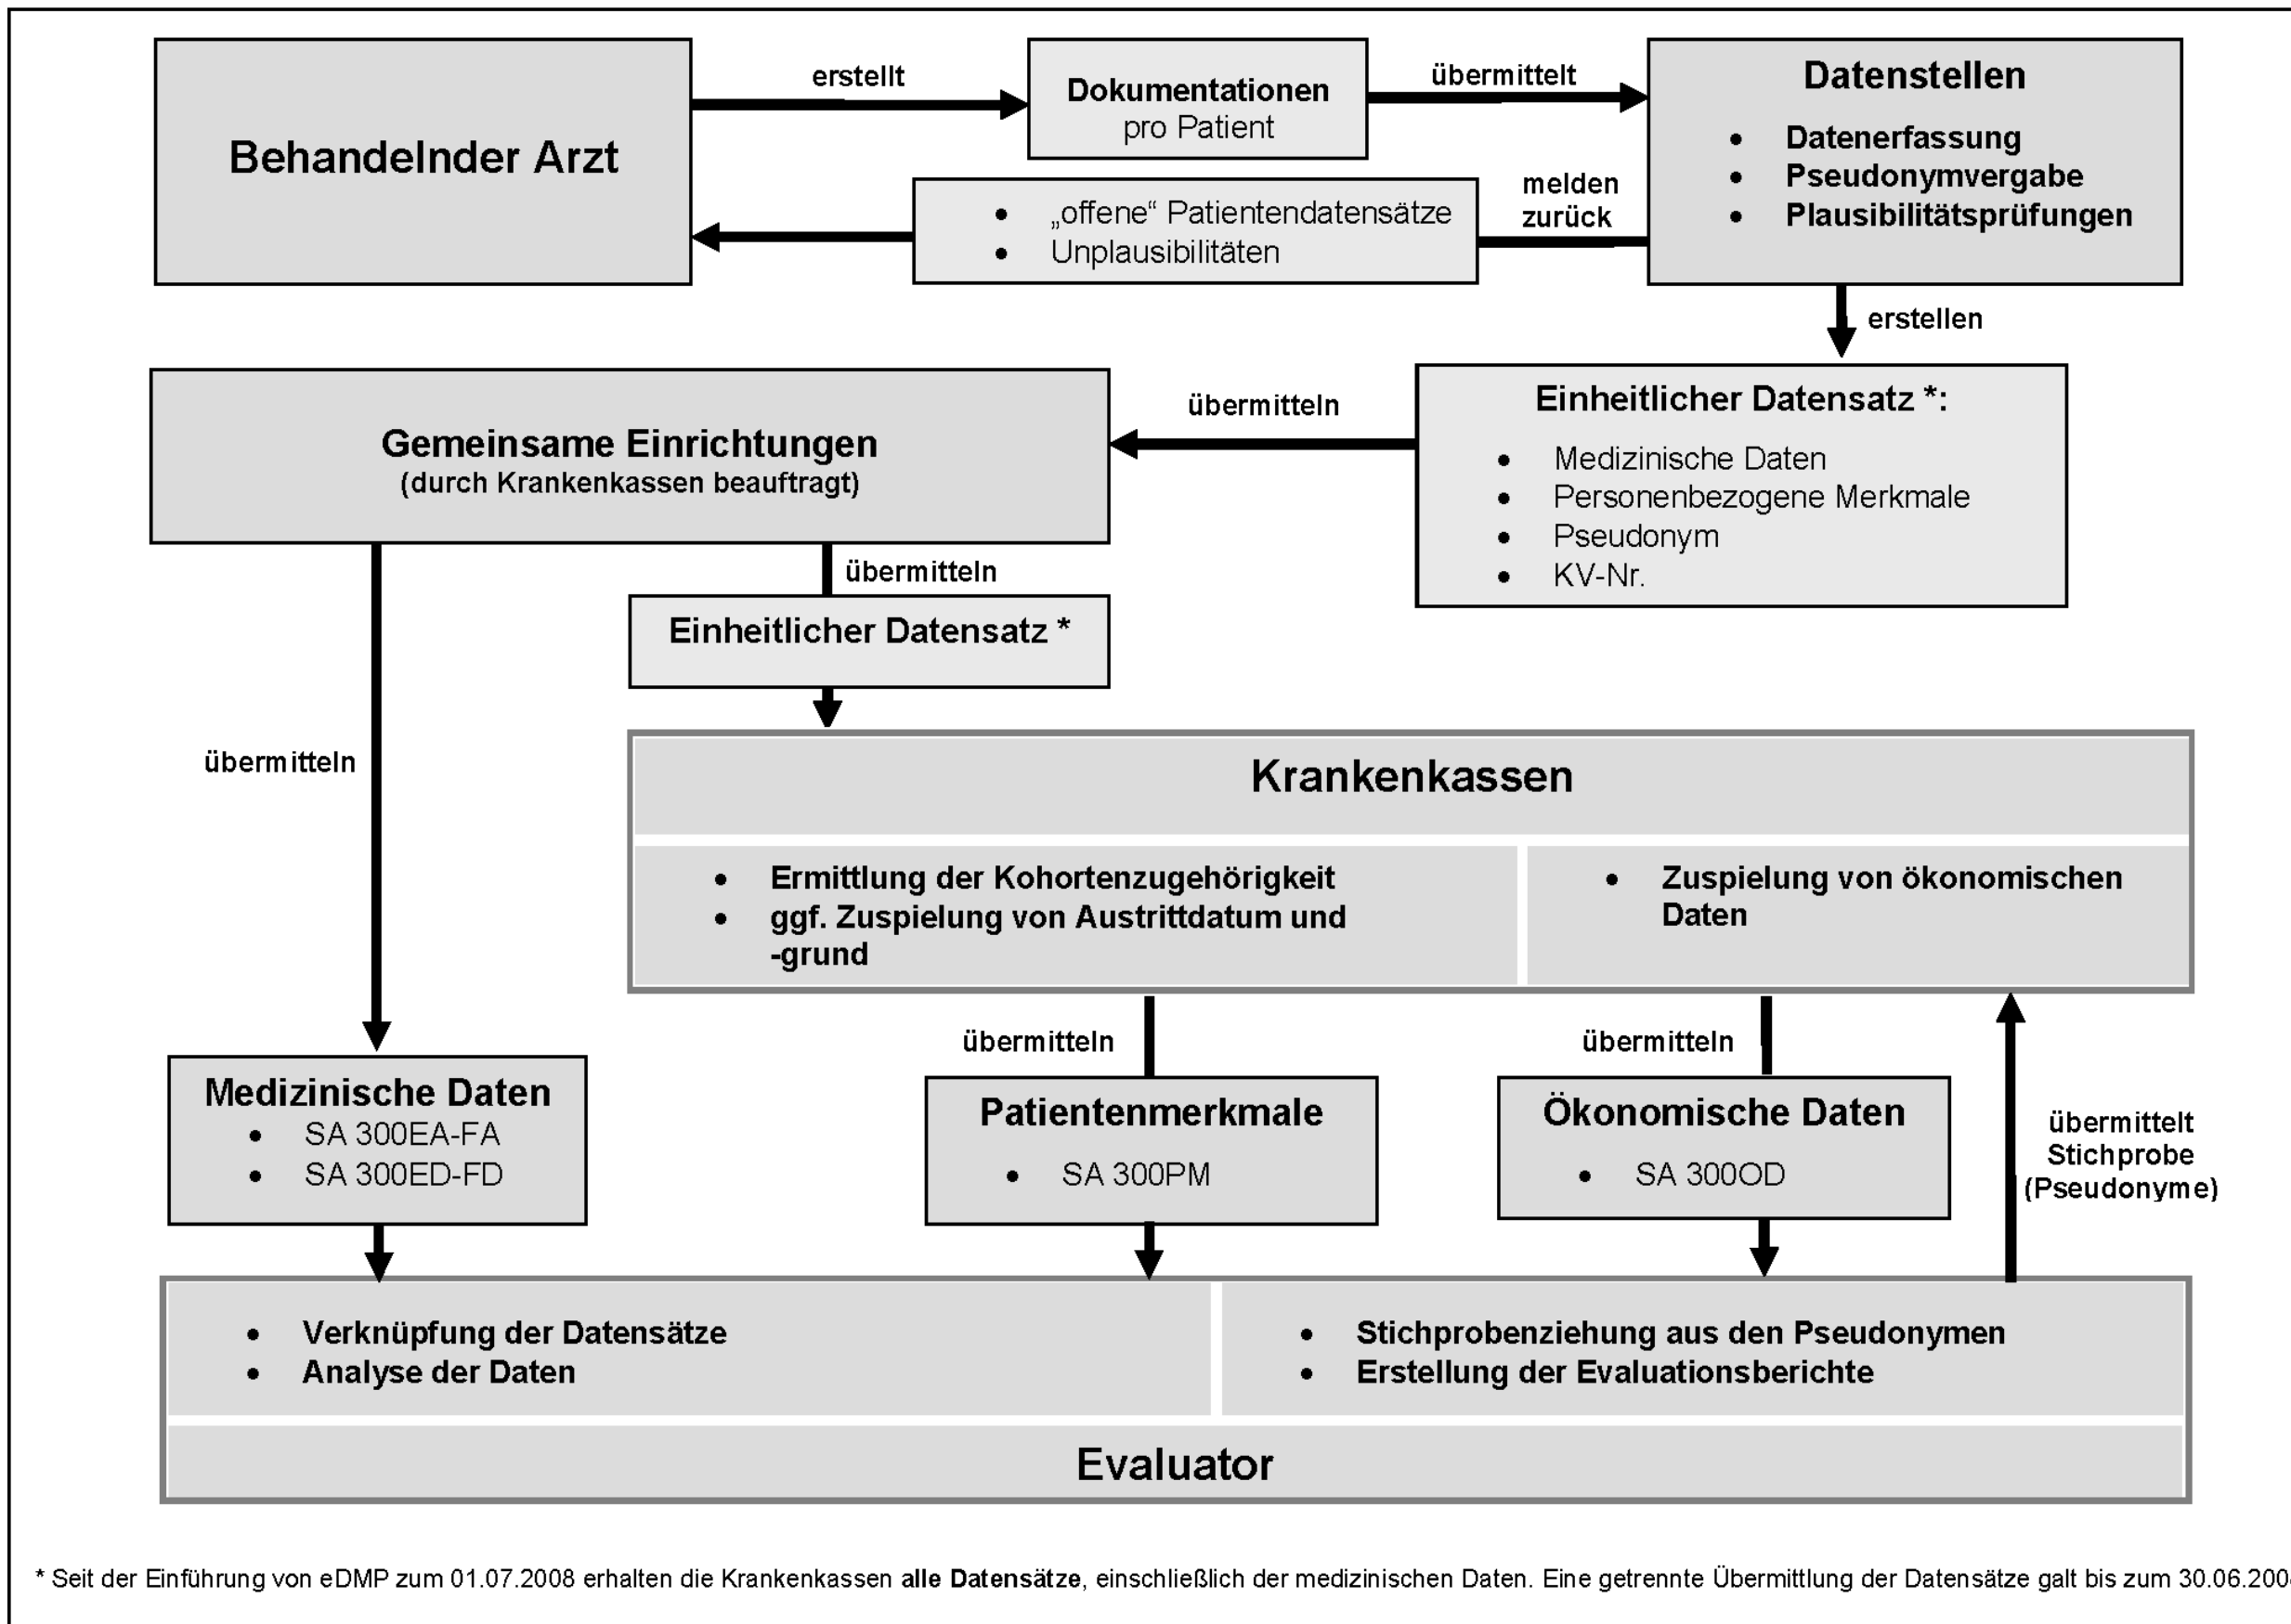 erstellt
übermittelt
Behandelnder Arzt
Dokumentationen
pro Patient
Datenstellen
• Datenerfassung
• Pseudonymvergabe
• Plausibilitätsprüfungen
melden
zurück
• „offene“ Patientendatensätze
• Unplausibilitäten
erstellen
Gemeinsame Einrichtungen
(durch Krankenkassen beauftragt)
übermitteln
Einheitlicher Datensatz *:
• Medizinische Daten
• Personenbezogene Merkmale
• Pseudonym
• KV-Nr.
übermitteln
Einheitlicher Datensatz *
übermitteln
Krankenkassen
• Ermittlung der Kohortenzugehörigkeit
• ggf. Zuspielung von Austrittdatum und
-grund
• Zuspielung von ökonomischen
Daten
übermitteln
übermitteln
Medizinische Daten
• SA 300EA-FA
• SA 300ED-FD
Patientenmerkmale
• SA 300PM
Ökonomische Daten
• SA 300OD
übermittelt
Stichprobe
(Pseudonyme)
• Verknüpfung der Datensätze
• Analyse der Daten
• Stichprobenziehung aus den Pseudonymen
• Erstellung der Evaluationsberichte
Evaluator
* Seit der Einführung von eDMP zum 01.07.2008 erhalten die Krankenkassen alle Datensätze, einschließlich der medizinischen Daten. Eine getrennte Übermittlung der Datensätze galt bis zum